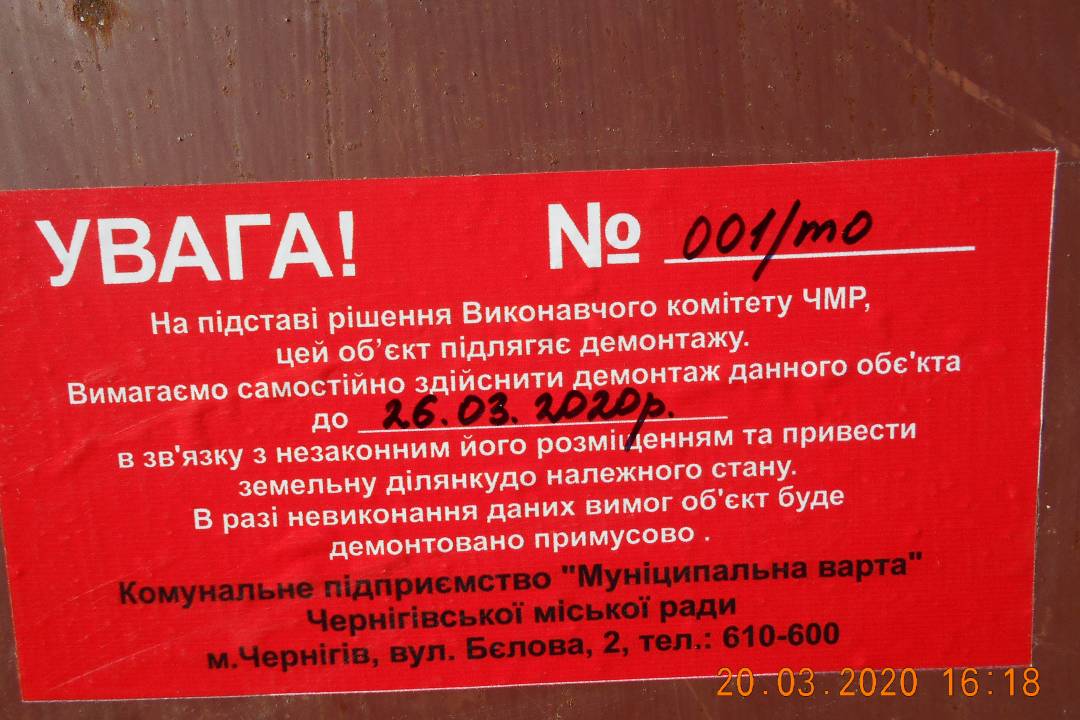 УВАГА! № 001/то
На підставі рішення Виконавчого комітету ЧМР,
цей об’єкт підлягяє демонтажу.
Вимагаємо самостійно здійснити демонтаж данного обє'кта
до 26.03.2020р.
в зв'язку з незаконним його розміщенням та привести
земельну ділянкудо належного стану.
В разі невиконання даних вимог об'єкт буде
демонтовано примусово .
Комунальне підприємство "Муніципальна варта"
Чернігівської міської ради
м.Чернігів, вул. Бєлова, 2, тел.: 610-600
20.03.2020 16:18